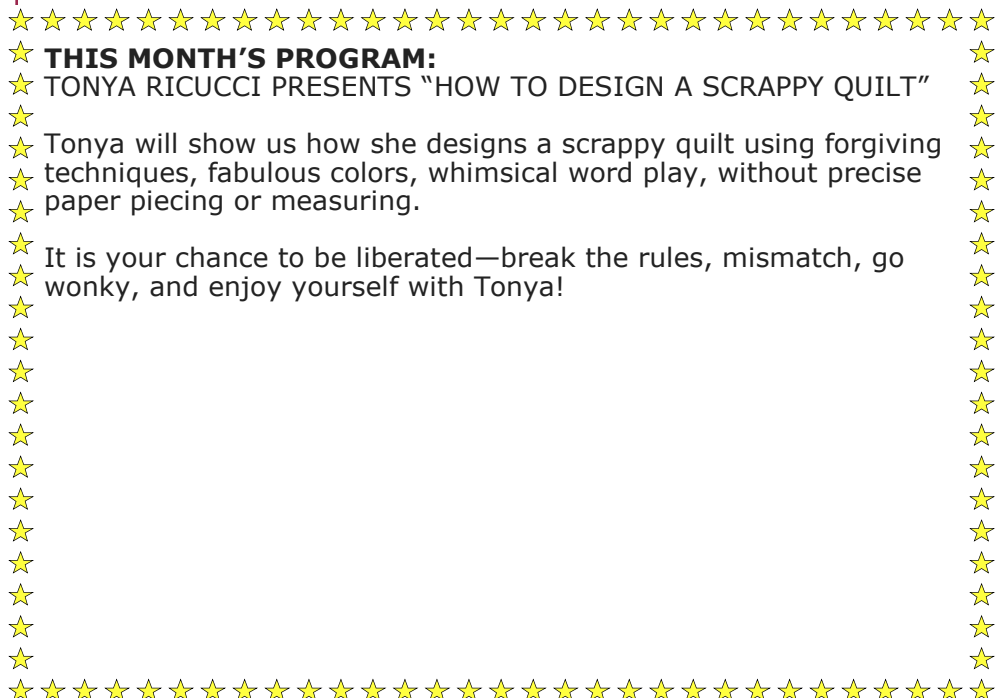 THIS MONTH’S PROGRAM:
TONYA RICUCCI PRESENTS “HOW TO DESIGN A SCRAPPY QUILT”
Tonya will show us how she designs a scrappy quilt using forgiving
techniques, fabulous colors, whimsical word play, without precise
paper piecing or measuring.
It is your chance to be liberated—break the rules, mismatch, go
wonky, and enjoy yourself with Tonya!